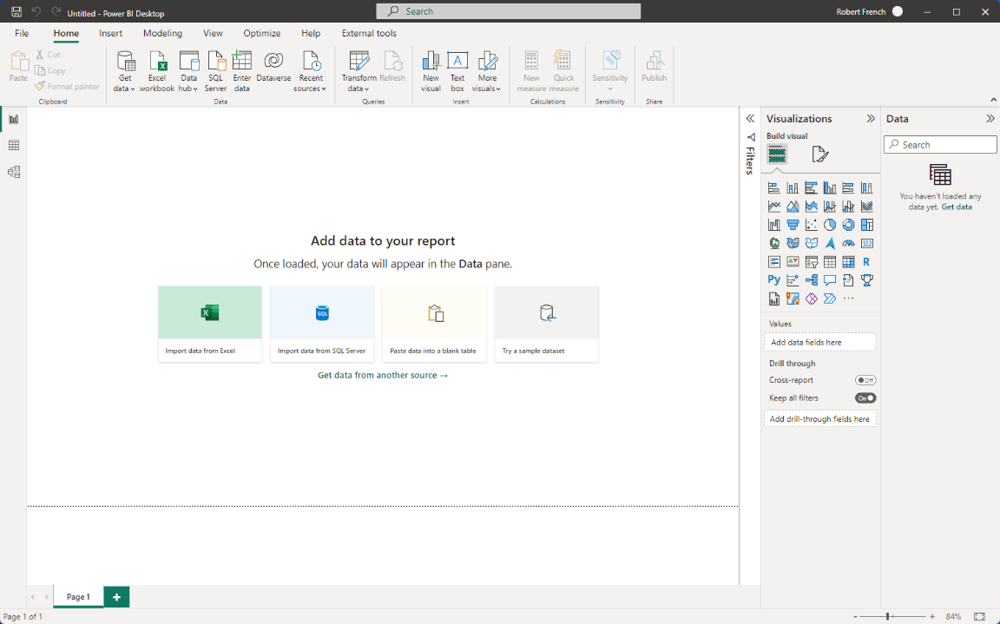 Untitled - Power BI Desktop
Search
Robert French
File Home Insert Modeling View Optimize Help External tools
Paste
Cut
Copy
Format painter
Clipboard
Get data
Excel workbook
Data hub
SQL Server
Enter data
Dataverse
Recent sources
Data
Transform data
Refresh
Queries
New visual
Text box
More visuals
Insert
New measure
Quick measure
Calculations
Sensitivity
Sensitivity
Publish
Share
Add data to your report
Once loaded, your data will appear in the Data pane.
SQL
Import data from Excel
Import data from SQL Server
Paste data into a blank table
Try a sample dataset
Get data from another source →
Filters
Visualizations
Build visual
123
R
Py
Values
Add data fields here
Drill through
Cross-report
Off
Keep all filters
On
Add drill-through fields here
Data
Search
You haven't loaded any
data yet. Get data
Page 1
Page 1 of 1
84%